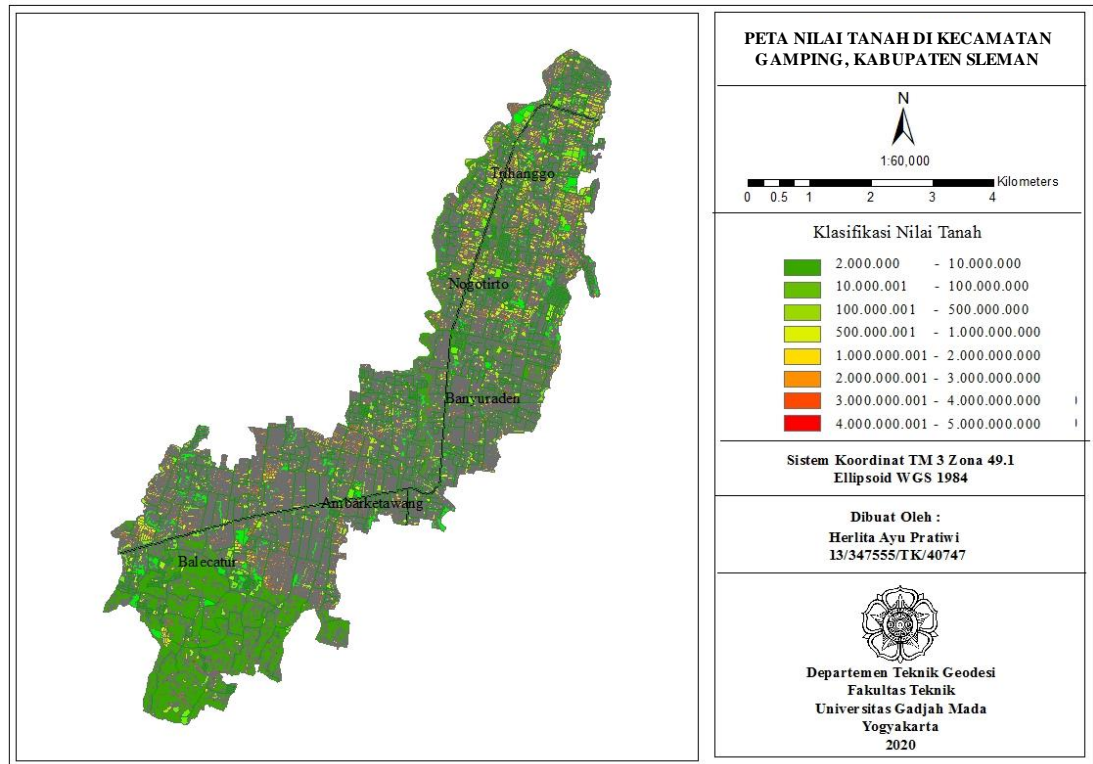 PETA NILAI TANAH DI KECAMATAN
GAMPING, KABUPATEN SLEMAN
N
1:60,000
Kilometers
0 0.5 1 2 3 4
Klasifikasi Nilai Tanah
2.000.000 - 10.000.000
10.000.001 - 100.000.000
100.000.001 - 500.000.000
500.000.001 - 1.000.000.000
1.000.000.001 - 2.000.000.000
2.000.000.001 - 3.000.000.000
3.000.000.001 - 4.000.000.000
4.000.000.001 - 5.000.000.000
Sistem Koordinat TM 3 Zona 49.1
Ellipsoid WGS 1984
Dibuat Oleh :
Herlita Ayu Pratiwi
13/347555/TK/40747
Departemen Teknik Geodesi
Fakultas Teknik
Universitas Gadjah Mada
Yogyakarta
2020
Trihanggo
Nogotirto
Banyuraden
Ambarketawang
Balecatur